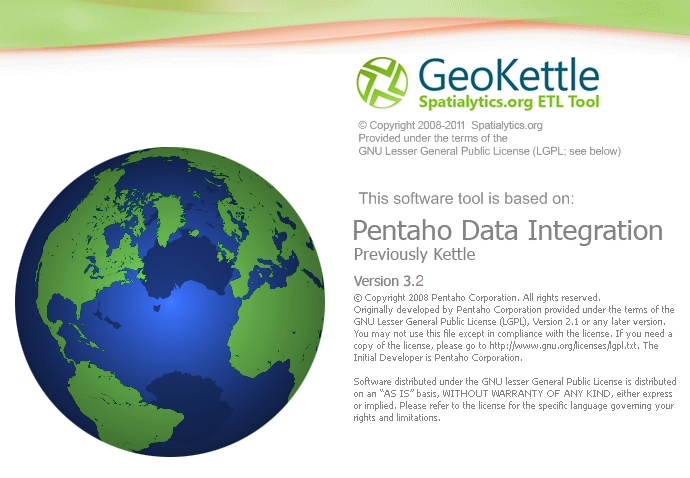 GeoKettle
Spatialytics.org ETL Tool
© Copyright 2008-2011 Spatialytics.org
Provided under the terms of the
GNU Lesser General Public License (LGPL; see below)
This software tool is based on:
Pentaho Data Integration
Previously Kettle
Version 3.2
© Copyright 2008 Pentaho Corporation. All rights reserved.
Originally developed by Pentaho Corporation provided under the terms of the
GNU Lesser General Public License (LGPL), Version 2.1 or any later version.
You may not use this file except in compliance with the license. If you need a
copy of the license, please go to http://www.gnu.org/licenses/lgpl.txt. The
Initial Developer is Pentaho Corporation.
Software distributed under the GNU lesser General Public License is distributed
on an "AS IS" basis, WITHOUT WARRANTY OF ANY KIND, either express
or implied. Please refer to the license for the specific language governing your
rights and limitations.